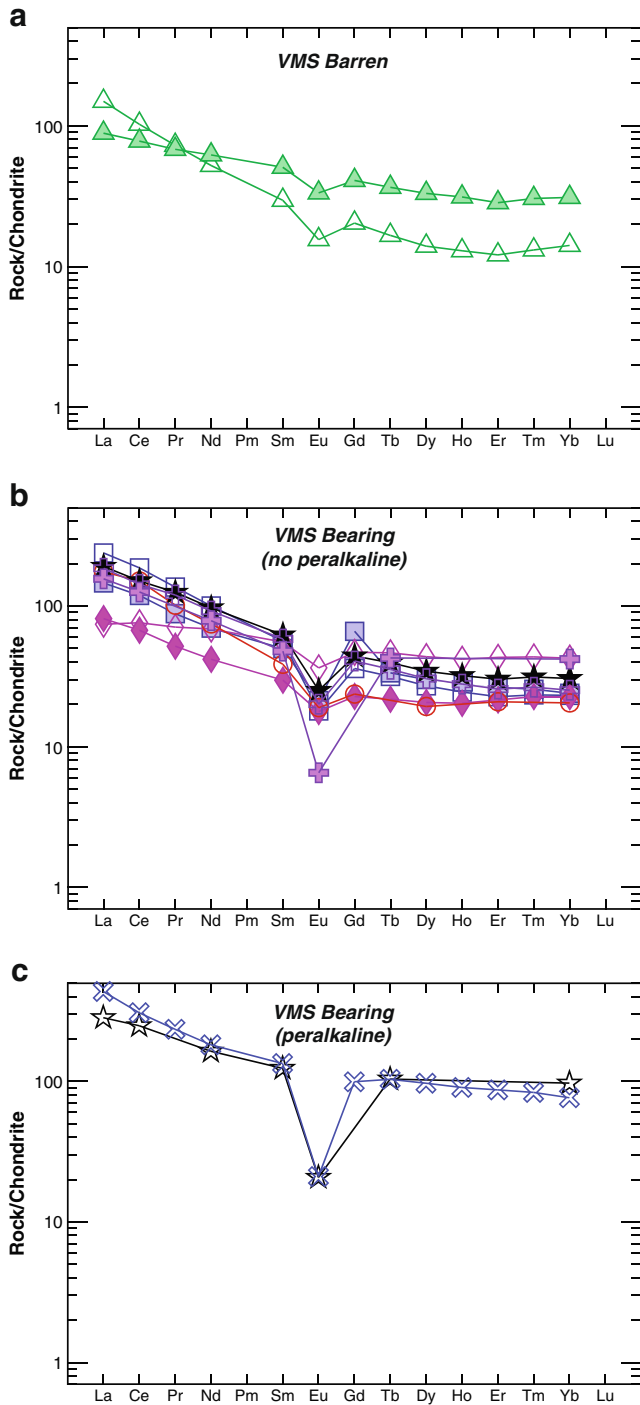 a
VMS Barren
100
10
1
Rock/Chondrite
La Ce Pr Nd Pm Sm Eu Gd Tb Dy Ho Er Tm Yb Lu
b
VMS Bearing
(no peralkaline)
100
10
1
Rock/Chondrite
La Ce Pr Nd Pm Sm Eu Gd Tb Dy Ho Er Tm Yb Lu
c
VMS Bearing
(peralkaline)
100
10
1
Rock/Chondrite
La Ce Pr Nd Pm Sm Eu Gd Tb Dy Ho Er Tm Yb Lu